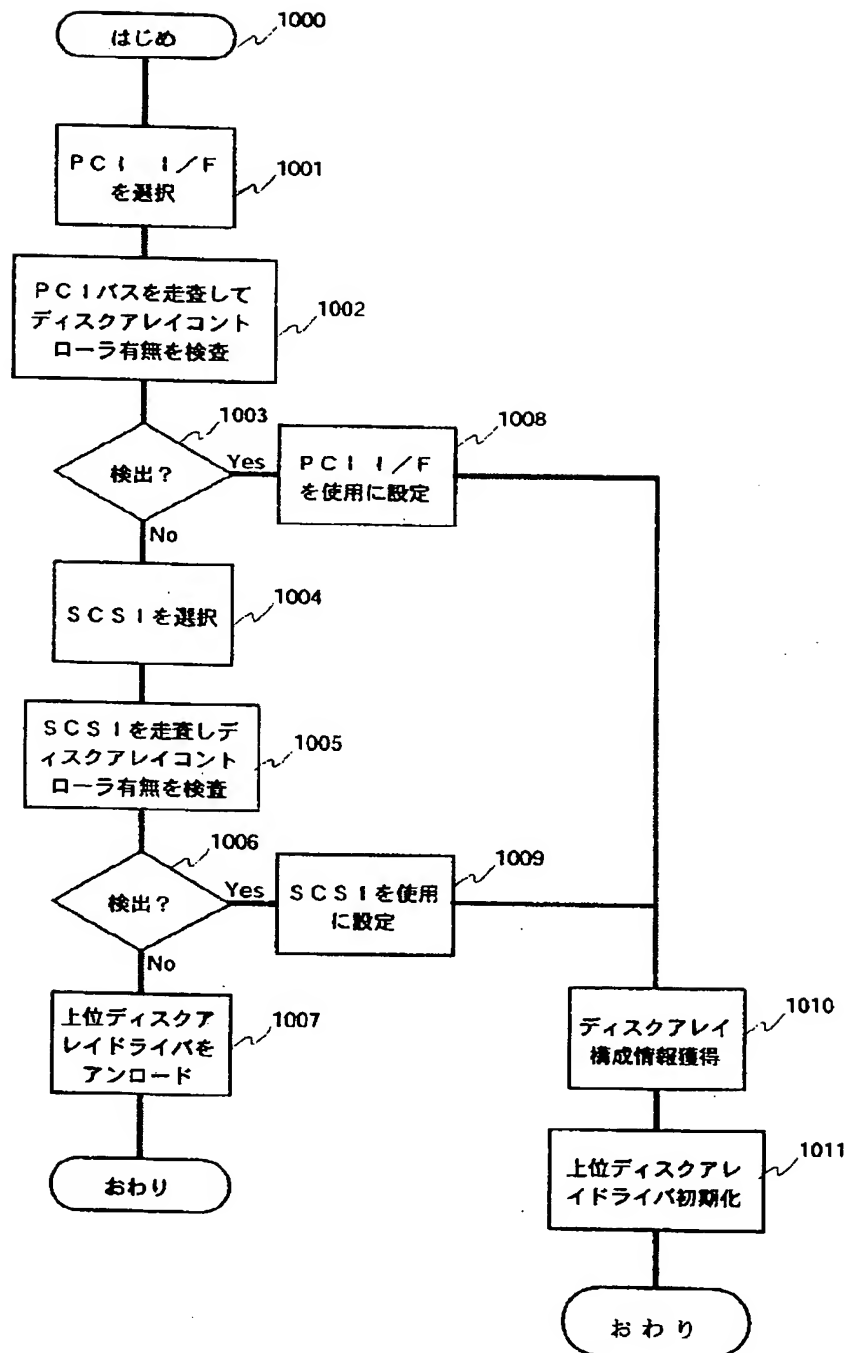 はじめ
1000
PCI I/F
を選択
1001
PCIバスを走査して
ディスクアレイコント
ローラ有無を検査
1002
検出?
1003
Yes
No
PCI I/F
を使用に設定
1008
SCSIを選択
1004
SCSIを走査しデ
ィスクアレイコント
ローラ有無を検査
1005
検出?
1006
Yes
No
SCSIを使用
に設定
1009
上位ディスクア
レイドライバを
アンロード
1007
おわり
ディスクアレイ
構成情報獲得
1010
上位ディスクアレ
イドライバ初期化
1011
おわり